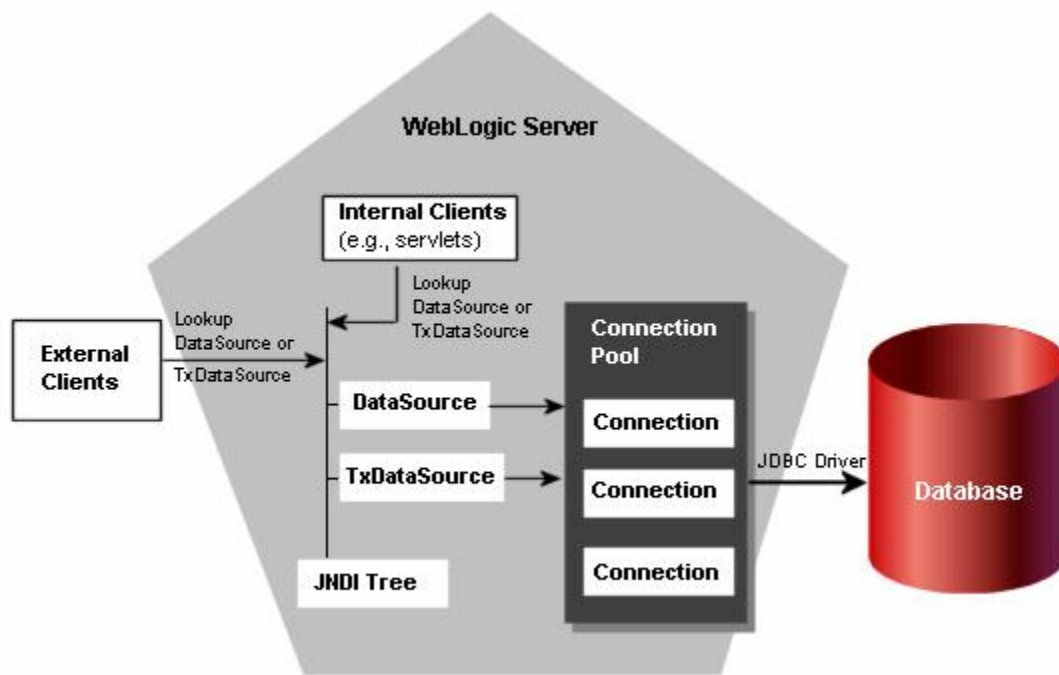 WebLogic Server
Internal Clients
(e.g., servlets)
Lookup
DataSource or
TxDataSource
External
Clients
Lookup
DataSource or
TxDataSource
Connection
Pool
DataSource
Connection
TxDataSource
Connection
JDBC Driver
Database
JNDI Tree
Connection